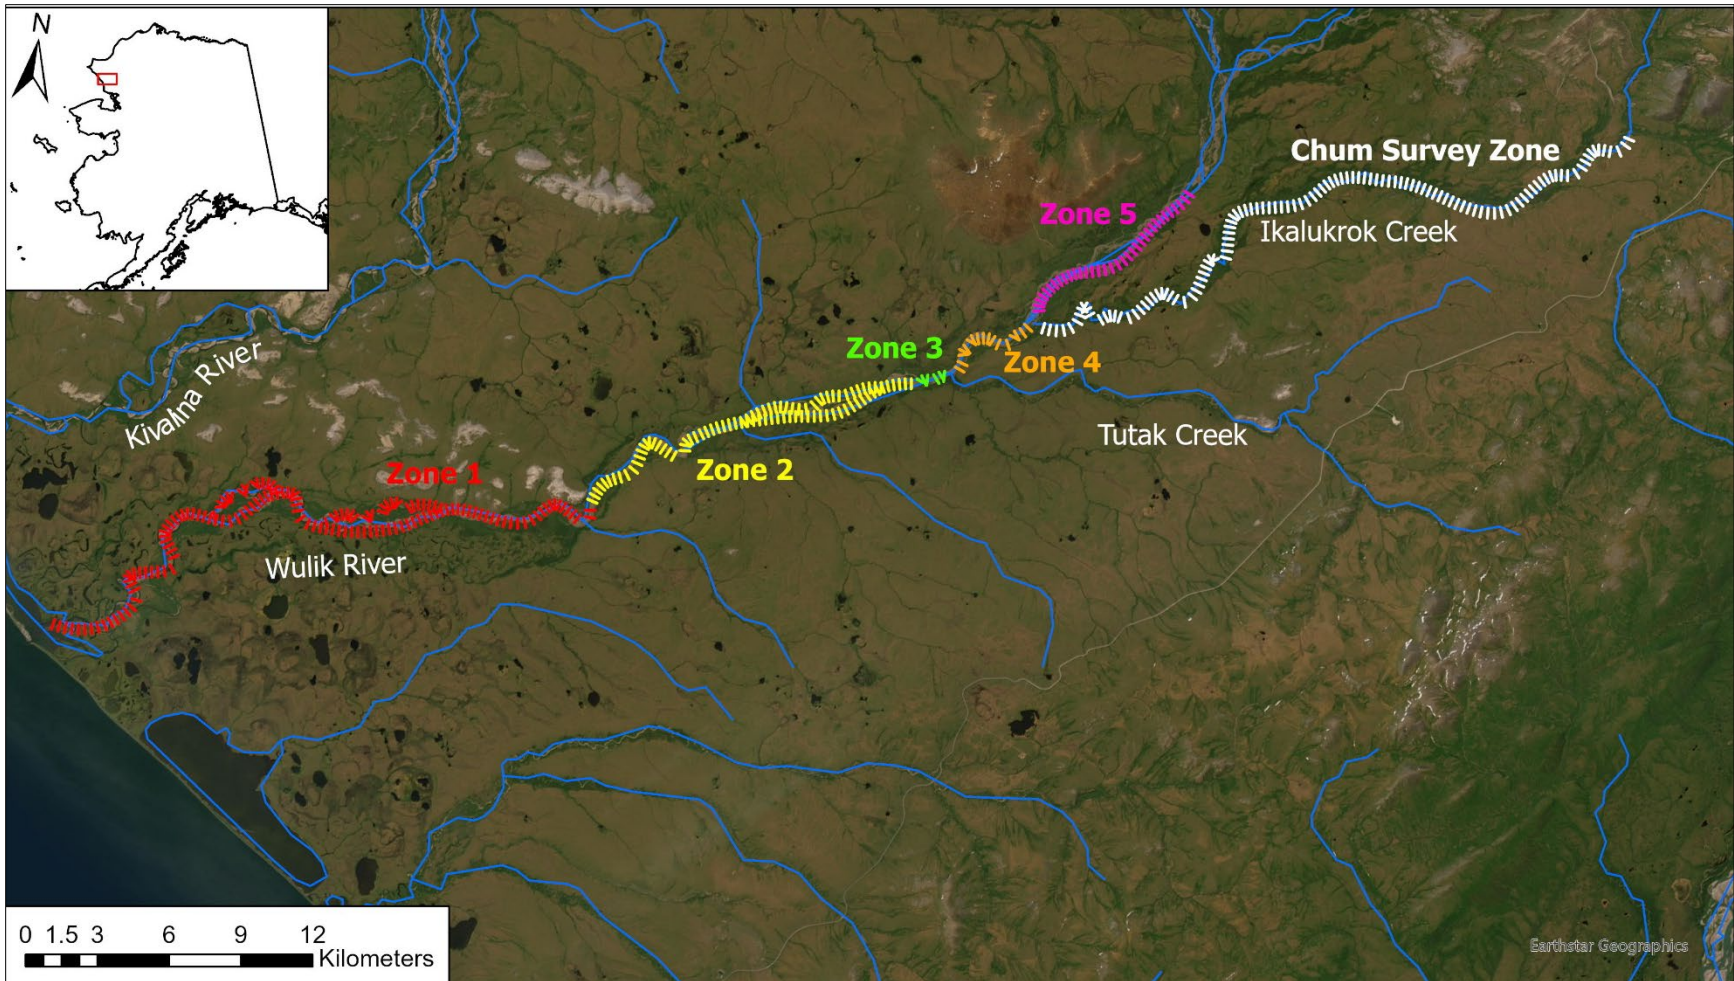 N
Chum Survey Zone
Zone 5
Ikalukrok Creek
Zone 3
Zone 4
Kivalina River
Tutak Creek
Zone 2
Zone 1
Wulik River
0 1.5 3 6 9 12
Kilometers
Earthstar Geographics